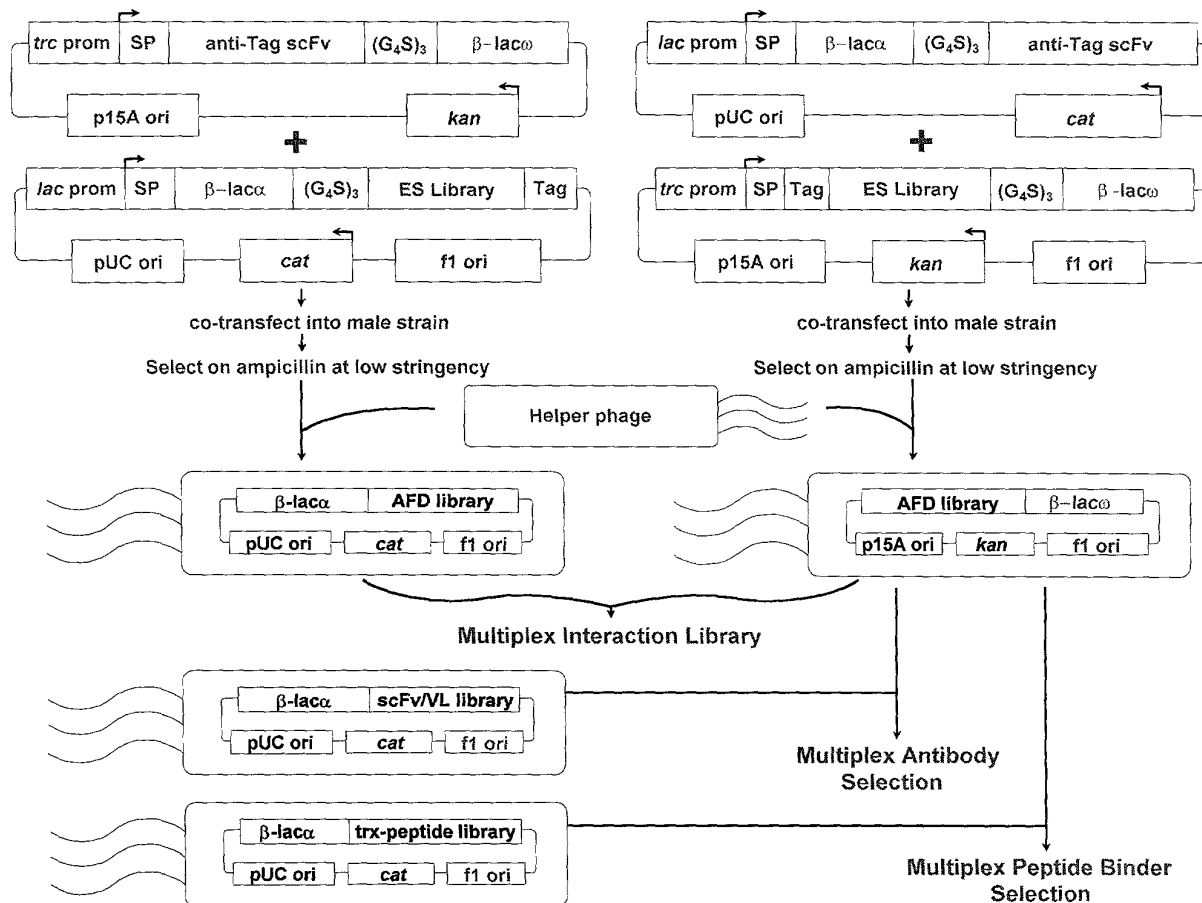 trc prom SP anti-Tag scFv (G₄S)₃ β-lacω
p15A ori kan
+
lac prom SP β-lacα (G₄S)₃ ES Library Tag
pUC ori cat f1 ori
co-transfect into male strain
Select on ampicillin at low stringency
lac prom SP β-lacα (G₄S)₃ anti-Tag scFv
pUC ori cat
+
trc prom SP Tag ES Library (G₄S)₃ β-lacω
p15A ori kan f1 ori
co-transfect into male strain
Select on ampicillin at low stringency
Helper phage
β-lacα AFD library
pUC ori cat f1 ori
AFD library β-lacω
p15A ori kan f1 ori
Multiplex Interaction Library
β-lacα scFv/VL library
pUC ori cat f1 ori
Multiplex Antibody
Selection
β-lacα trx-peptide library
pUC ori cat f1 ori
Multiplex Peptide Binder
Selection